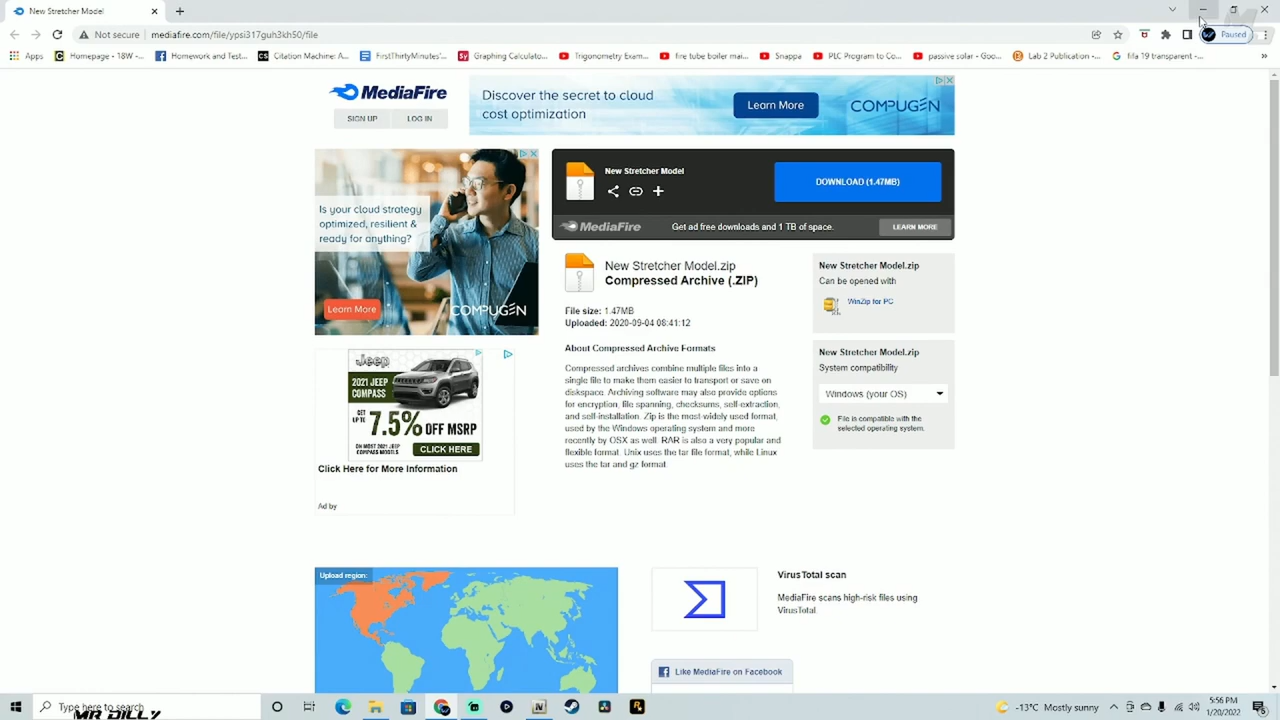 New Stretcher Model
Not secure
mediafire.com/file/ypsi317guh3kh50/file
Paused
Apps
Homepage - 18W -...
Homework and Test...
Citation Machine: A...
FirstThirtyMinutes'...
Graphing Calculato...
Trigonometry Exam...
fire tube boiler mai...
Snappa
PLC Program to Co...
passive solar - Goo...
Lab 2 Publication -...
fifa 19 transparent -...
MediaFire
SIGN UP
LOG IN
Discover the secret to cloud
cost optimization
Learn More
COMPUGEN
Is your cloud strategy
optimized, resilient &
ready for anything?
Learn More
COMPUGEN
New Stretcher Model
DOWNLOAD (1.47MB)
MediaFire
Get ad free downloads and 1 TB of space.
LEARN MORE
New Stretcher Model.zip
Compressed Archive (.ZIP)
File size: 1.47MB
Uploaded: 2020-09-04 08:41:12
About Compressed Archive Formats
Compressed archives combine multiple files into a
single file to make them easier to transport or save on
diskspace. Archiving software may also provide options
for encryption, file spanning, checksums, self-extraction,
and self-installation. Zip is the most-widely used format,
used by the Windows operating system and more
recently by OSX as well. RAR is also a very popular and
flexible format. Unix uses the tar file format, while Linux
uses the tar and gz format.
New Stretcher Model.zip
Can be opened with
WinZip for PC
New Stretcher Model.zip
System compatibility
Windows (your OS)
File is compatible with the
selected operating system.
Jeep
2021 JEEP
COMPASS
GET
UP TO
7.5% OFF MSRP
ON MOST 2021 JEEP
COMPASS MODELS
CLICK HERE
Click Here for More Information
Ad by
Upload region:
VirusTotal scan
MediaFire scans high-risk files using
VirusTotal.
Like MediaFire on Facebook
Type here to search
MR DILLY
-13°C Mostly sunny
5:56 PM
1/20/2022